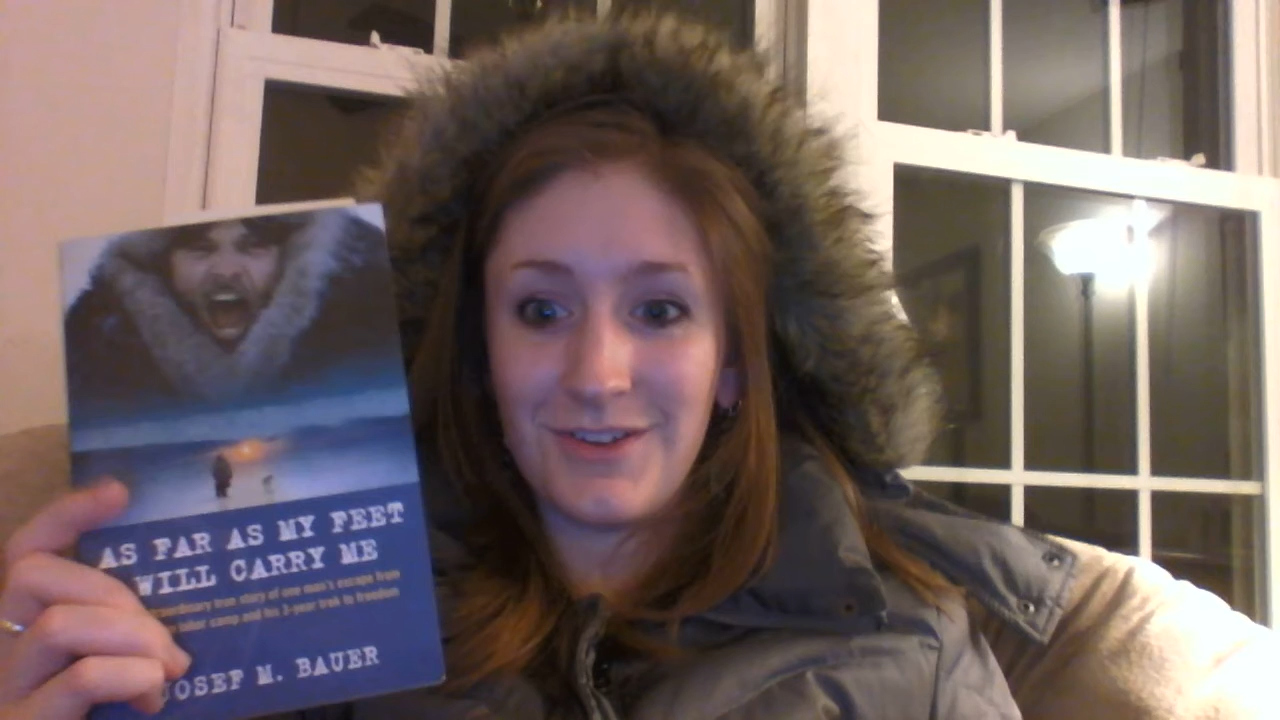 AS FAR AS MY FEET
WILL CARRY ME
true story of one man's escape from
labor camp and his 3-year trek to freedom
JOSEF M. BAUER